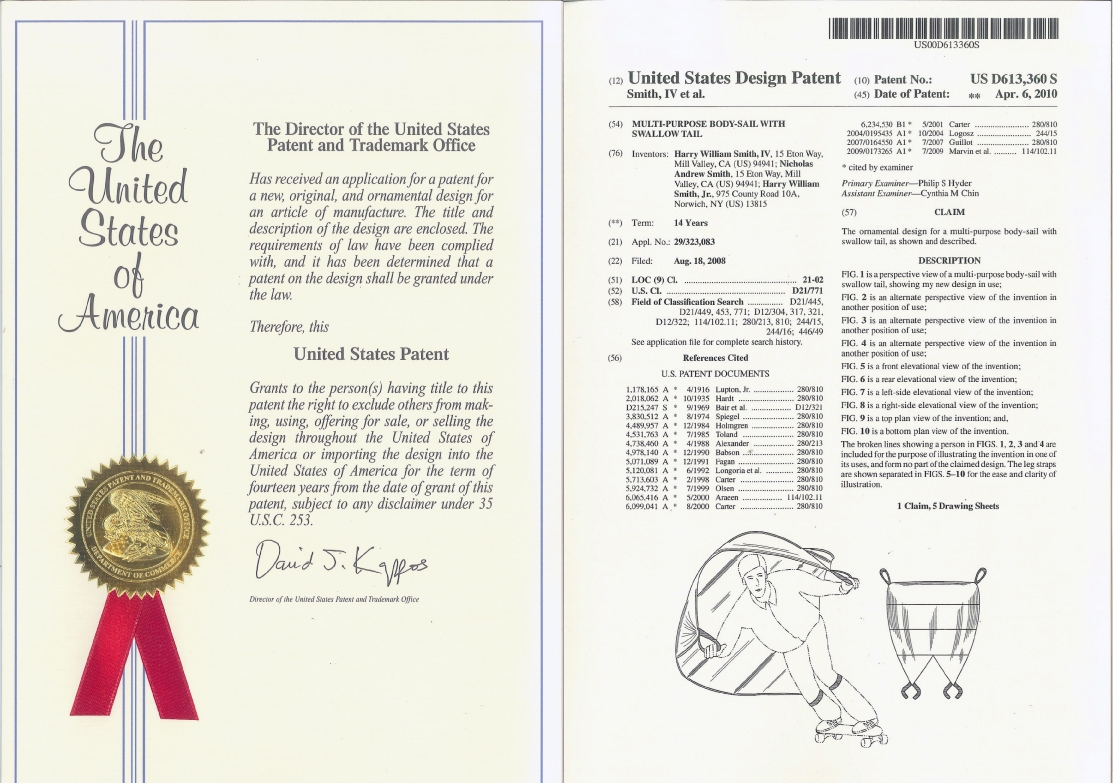 The
United
States
of
America
The Director of the United States
Patent and Trademark Office
Has received an application for a patent for
a new, original, and ornamental design for
an article of manufacture. The title and
description of the design are enclosed. The
requirements of law have been complied
with, and it has been determined that a
patent on the design shall be granted under
the law.
Therefore, this
United States Patent
Grants to the person(s) having title to this
patent the right to exclude others from mak-
ing, using, offering for sale, or selling the
design throughout the United States of
America or importing the design into the
United States of America for the term of
fourteen years from the date of grant of this
patent, subject to any disclaimer under 35
U.S.C. 253.
David J. Kappos
Director of the United States Patent and Trademark Office
UNITED STATES PATENT AND TRADEMARK OFFICE
DEPARTMENT OF COMMERCE
US00D613360S
(12) United States Design Patent
Smith, IV et al.
(10) Patent No.: US D613,360 S
(45) Date of Patent: ** Apr. 6, 2010
(54) MULTI-PURPOSE BODY-SAIL WITH
SWALLOW TAIL
(76) Inventors: Harry William Smith, IV, 15 Eton Way,
Mill Valley, CA (US) 94941; Nicholas
Andrew Smith, 15 Eton Way, Mill
Valley, CA (US) 94941; Harry William
Smith, Jr., 975 County Road 10A,
Norwich, NY (US) 13815
(**) Term: 14 Years
(21) Appl. No.: 29/323,083
(22) Filed: Aug. 18, 2008
(51) LOC (9) Cl. 21-02
(52) U.S. Cl. D21/771
(58) Field of Classification Search D21/445,
D21/449, 453, 771; D12/304, 317, 321,
D12/322; 114/102.11; 280/213, 810; 244/15,
244/16; 446/49
See application file for complete search history.
(56) References Cited
U.S. PATENT DOCUMENTS
1,178,165 A * 4/1916 Lupton, Jr. 280/810
2,018,062 A * 10/1935 Hardt 280/810
D215,247 S * 9/1969 Bair et al. D12/321
3,830,512 A * 8/1974 Spiegel 280/810
4,489,957 A * 12/1984 Holmgren 280/810
4,531,763 A * 7/1985 Toland 280/810
4,738,460 A * 4/1988 Alexander 280/213
4,978,140 A * 12/1990 Babson 280/810
5,071,089 A * 12/1991 Fagan 280/810
5,120,081 A * 6/1992 Longoria et al. 280/810
5,713,603 A * 2/1998 Carter 280/810
5,924,732 A * 7/1999 Olsen 280/810
6,065,416 A * 5/2000 Araeen 114/102.11
6,099,041 A * 8/2000 Carter 280/810
6,234,530 B1 * 5/2001 Carter 280/810
2004/0195435 A1 * 10/2004 Logosz 244/15
2007/0164550 A1 * 7/2007 Guillot 280/810
2009/0173265 A1 * 7/2009 Marvin et al. 114/102.11
* cited by examiner
Primary Examiner—Philip S Hyder
Assistant Examiner—Cynthia M Chin
(57) CLAIM
The ornamental design for a multi-purpose body-sail with
swallow tail, as shown and described.
DESCRIPTION
FIG. 1 is a perspective view of a multi-purpose body-sail with
swallow tail, showing my new design in use;
FIG. 2 is an alternate perspective view of the invention in
another position of use;
FIG. 3 is an alternate perspective view of the invention in
another position of use;
FIG. 4 is an alternate perspective view of the invention in
another position of use;
FIG. 5 is a front elevational view of the invention;
FIG. 6 is a rear elevational view of the invention;
FIG. 7 is a left-side elevational view of the invention;
FIG. 8 is a right-side elevational view of the invention;
FIG. 9 is a top plan view of the invention; and,
FIG. 10 is a bottom plan view of the invention.
The broken lines showing a person in FIGS. 1, 2, 3 and 4 are
included for the purpose of illustrating the invention in one of
its uses, and form no part of the claimed design. The leg straps
are shown separated in FIGS. 5-10 for the ease and clarity of
illustration.
1 Claim, 5 Drawing Sheets